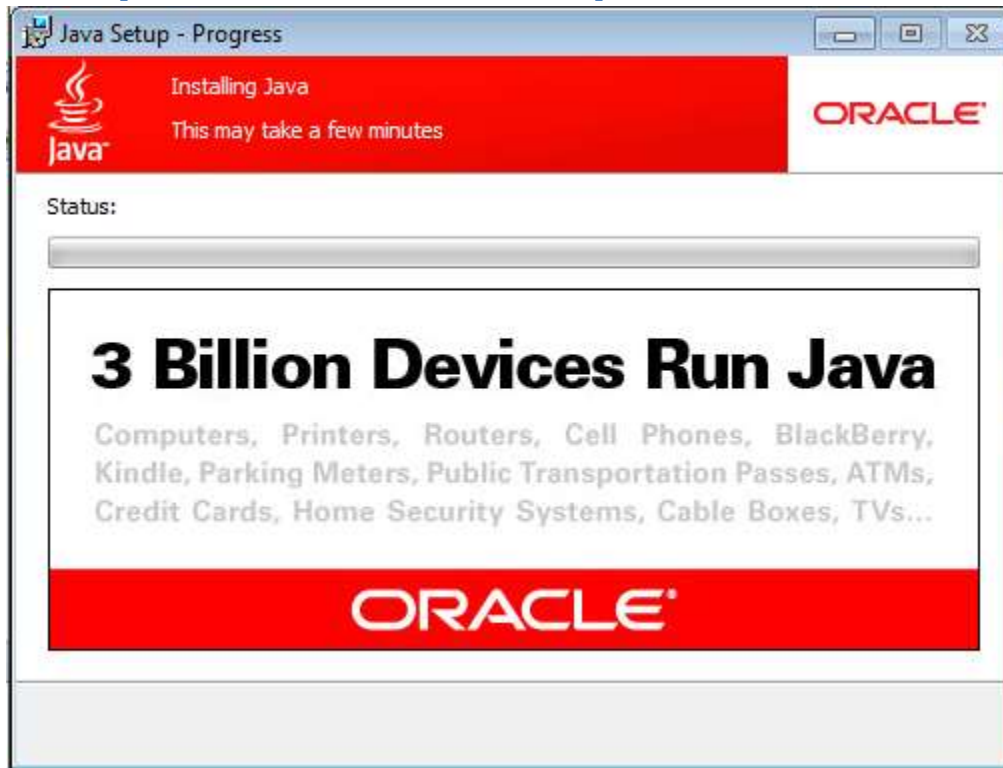 Java Setup - Progress
Installing Java
This may take a few minutes
Java™
ORACLE®
Status:
3 Billion Devices Run Java
Computers, Printers, Routers, Cell Phones, BlackBerry,
Kindle, Parking Meters, Public Transportation Passes, ATMs,
Credit Cards, Home Security Systems, Cable Boxes, TVs...
ORACLE®